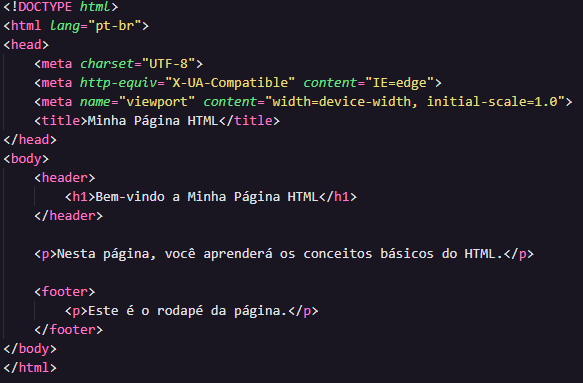 <!DOCTYPE html>
<html lang="pt-br">
<head>
    <meta charset="UTF-8">
    <meta http-equiv="X-UA-Compatible" content="IE=edge">
    <meta name="viewport" content="width=device-width, initial-scale=1.0">
    <title>Minha Página HTML</title>
</head>
<body>
    <header>
        <h1>Bem-vindo a Minha Página HTML</h1>
    </header>

    <p>Nesta página, você aprenderá os conceitos básicos do HTML.</p>

    <footer>
        <p>Este é o rodapé da página.</p>
    </footer>
</body>
</html>